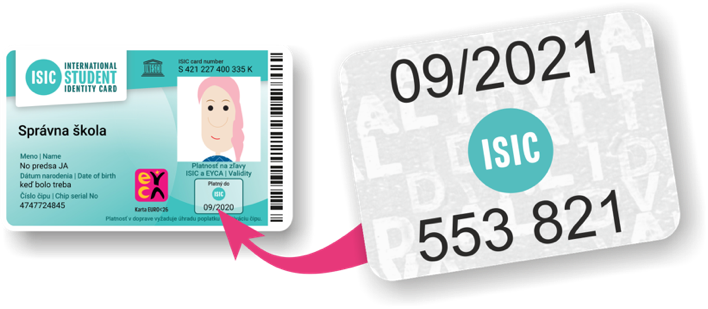 ISIC
INTERNATIONAL
STUDENT
IDENTITY CARD
ISIC card number
S 421 227 400 335 K
Správna škola
Meno | Name
No predsa JA
Dátum narodenia | Date of birth
keď bolo treba
Číslo čipu | Chip serial No
4747724845
EYCA
Karta EURO<26
Platnosť na zľavy
ISIC a EYCA | Validity
Platný do
ISIC
09/2020
Platnosť v doprave vyžaduje úhradu poplatku čipu.
09/2021
ISIC
553 821